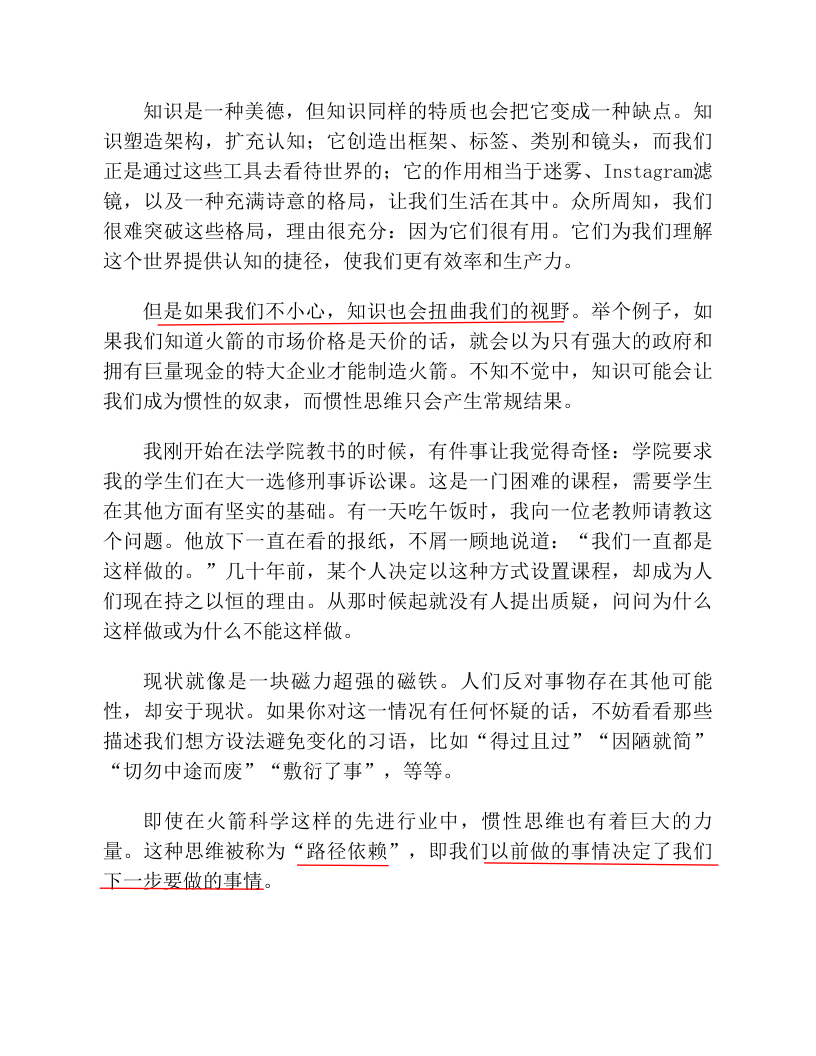 知识是一种美德，但知识同样的特质也会把它变成一种缺点。知
识塑造架构，扩充认知；它创造出框架、标签、类别和镜头，而我们
正是通过这些工具去看待世界的；它的作用相当于迷雾、Instagram滤
镜，以及一种充满诗意的格局，让我们生活在其中。众所周知，我们
很难突破这些格局，理由很充分：因为它们很有用。它们为我们理解
这个世界提供认知的捷径，使我们更有效率和生产力。
但是如果我们不小心，知识也会扭曲我们的视野。举个例子，如
果我们知道火箭的市场价格是天价的话，就会以为只有强大的政府和
拥有巨量现金的特大企业才能制造火箭。不知不觉中，知识可能会让
我们成为惯性的奴隶，而惯性思维只会产生常规结果。
我刚开始在法学院教书的时候，有件事让我觉得奇怪：学院要求
我的学生们在大一选修刑事诉讼课。这是一门困难的课程，需要学生
在其他方面有坚实的基础。有一天吃午饭时，我向一位老教师请教这
个问题。他放下一直在看的报纸，不屑一顾地说道：“我们一直都是
这样做的。”几十年前，某个人决定以这种方式设置课程，却成为人
们现在持之以恒的理由。从那时候起就没有人提出质疑，问问为什么
这样做或为什么不能这样做。
现状就像是一块磁力超强的磁铁。人们反对事物存在其他可能
性，却安于现状。如果你对这一情况有任何怀疑的话，不妨看看那些
描述我们想方设法避免变化的习语，比如“得过且过”“因陋就简”
“切勿中途而废”“敷衍了事”，等等。
即使在火箭科学这样的先进行业中，惯性思维也有着巨大的力
量。这种思维被称为“路径依赖”，即我们以前做的事情决定了我们
下一步要做的事情。